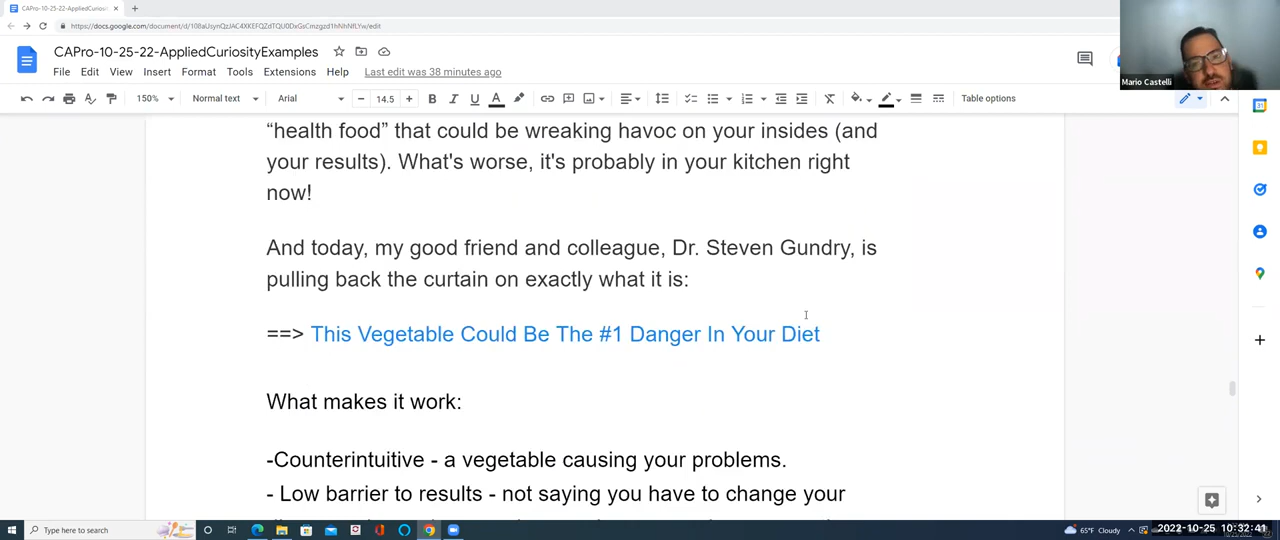 CAPro-10-25-22-AppliedCuriosityExamples
File Edit View Insert Format Tools Extensions Help Last edit was 38 minutes ago
150% Normal text Arial 14.5 B I U A Table options
Mario Castelli
“health food” that could be wreaking havoc on your insides (and
your results). What's worse, it's probably in your kitchen right
now!
And today, my good friend and colleague, Dr. Steven Gundry, is
pulling back the curtain on exactly what it is:
==> This Vegetable Could Be The #1 Danger In Your Diet
What makes it work:
-Counterintuitive - a vegetable causing your problems.
- Low barrier to results - not saying you have to change your
Type here to search 65°F Cloudy 2022-10-25 10:32:41